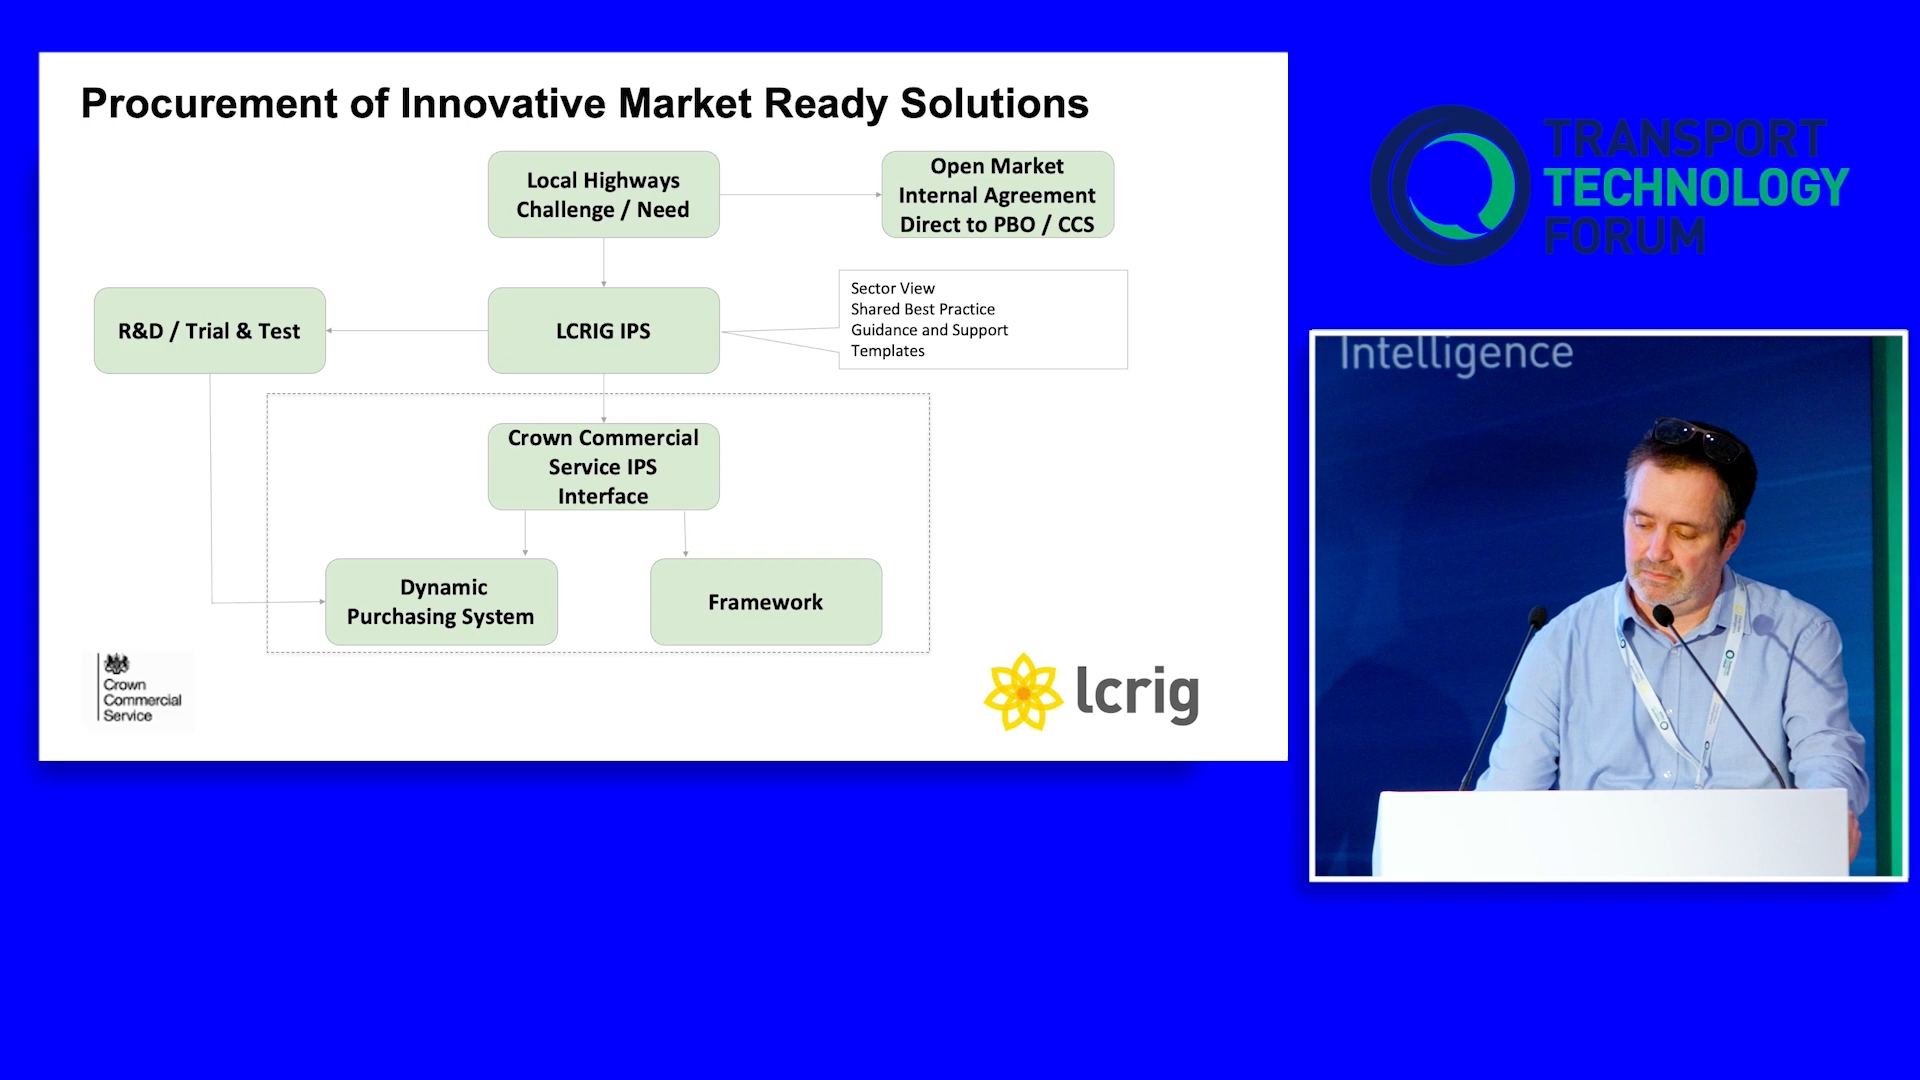 Procurement of Innovative Market Ready Solutions
Local Highways
Challenge / Need
Open Market
Internal Agreement
Direct to PBO / CCS
R&D / Trial & Test
LCRIG IPS
Sector View
Shared Best Practice
Guidance and Support
Templates
Crown Commercial
Service IPS
Interface
Dynamic
Purchasing System
Framework
Crown
Commercial
Service
lcrig
TRANSPORT
TECHNOLOGY
FORUM
Intelligence